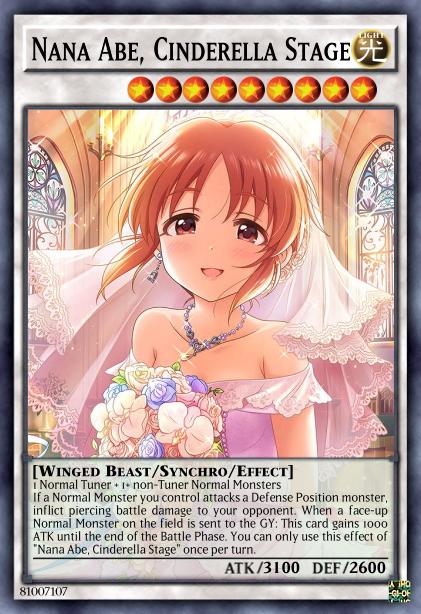 Nana Abe, Cinderella Stage
LIGHT
光
[Winged Beast/Synchro/Effect]
1 Normal Tuner + 1+ non-Tuner Normal Monsters
If a Normal Monster you control attacks a Defense Position monster,
inflict piercing battle damage to your opponent. When a face-up
Normal Monster on the field is sent to the GY: This card gains 1000
ATK until the end of the Battle Phase. You can only use this effect of
"Nana Abe, Cinderella Stage" once per turn.
ATK/3100 DEF/2600
81007107